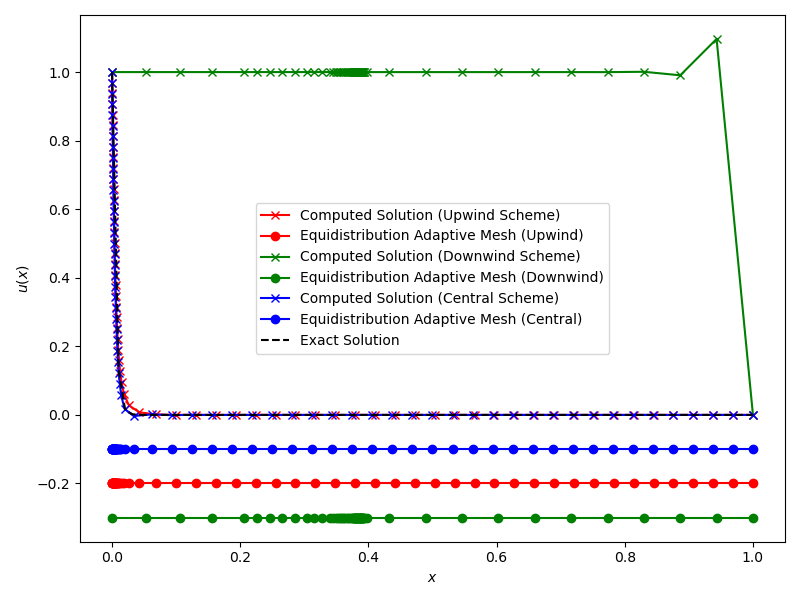 1.0
0.8
0.6
0.4
0.2
0.0
−0.2
u(x)
Computed Solution (Upwind Scheme)
Equidistribution Adaptive Mesh (Upwind)
Computed Solution (Downwind Scheme)
Equidistribution Adaptive Mesh (Downwind)
Computed Solution (Central Scheme)
Equidistribution Adaptive Mesh (Central)
Exact Solution
0.0 0.2 0.4 0.6 0.8 1.0
x